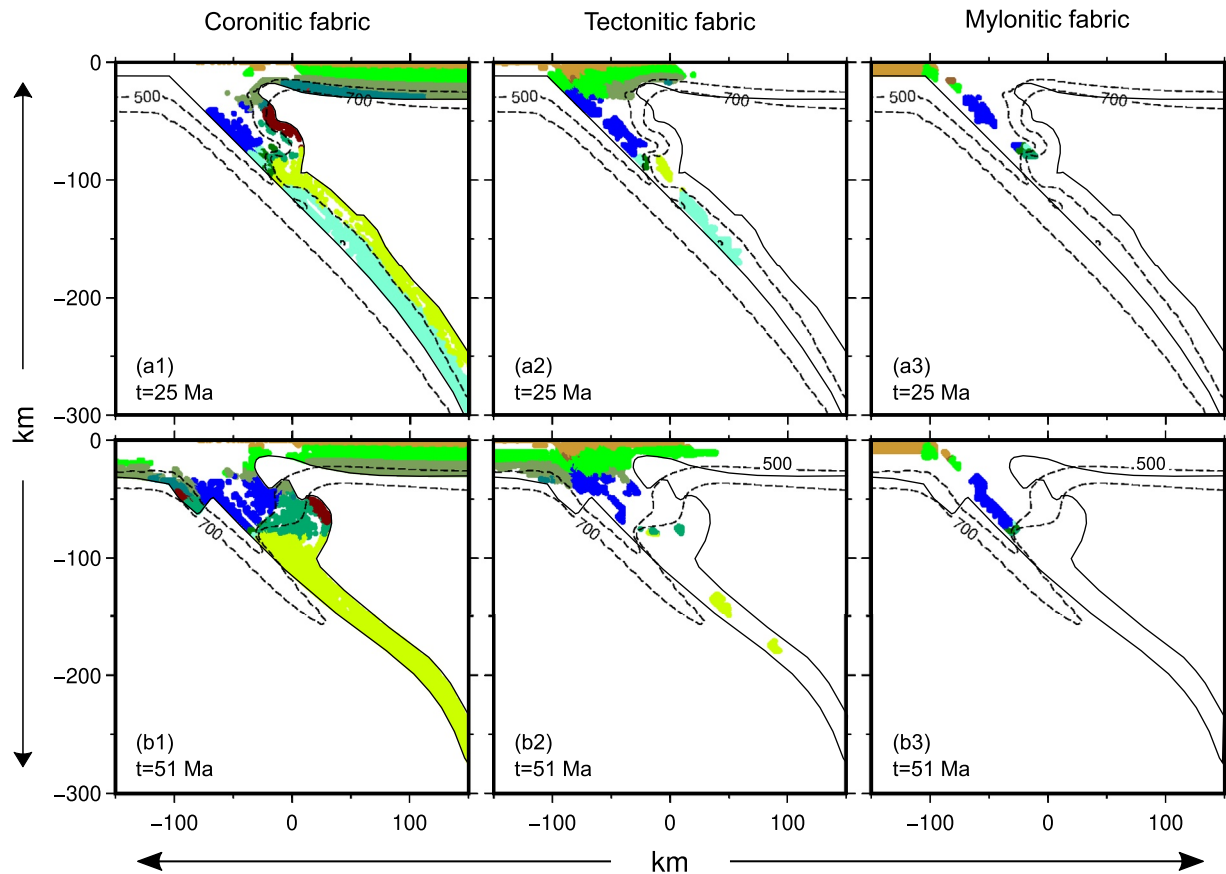 Coronitic fabric Tectonitic fabric Mylonitic fabric
0
500 700 500 700 500 700
−100
−200
(a1) (a2) (a3)
t=25 Ma t=25 Ma t=25 Ma
−300
km
0
500
700 700 700
−100
−200
(b1) (b2) (b3)
t=51 Ma t=51 Ma t=51 Ma
−300
−100 0 100 −100 0 100 −100 0 100
km